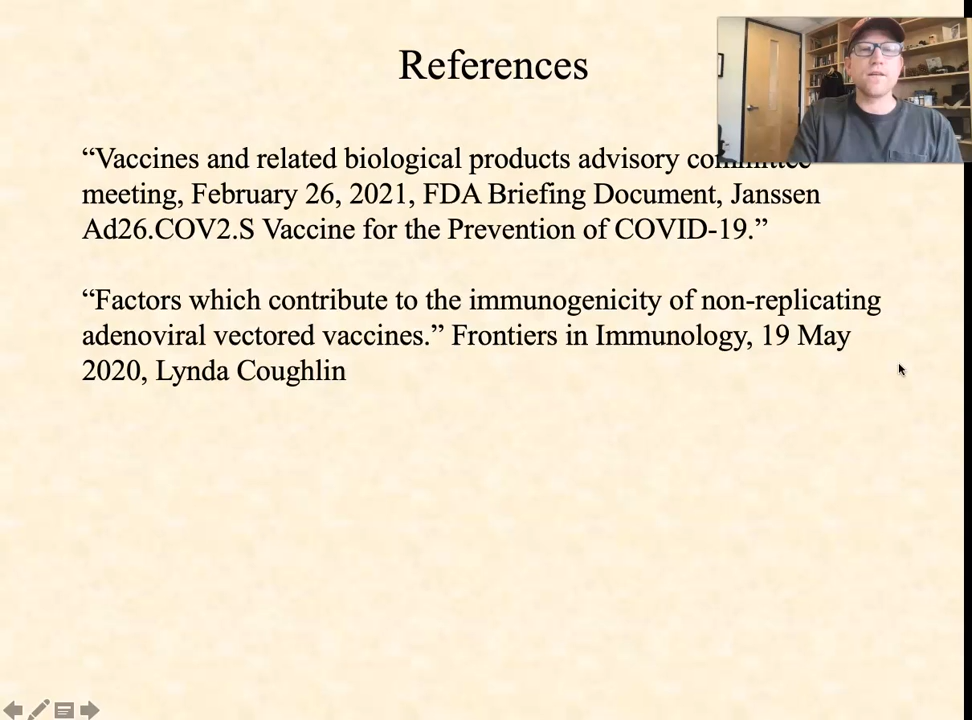 References
“Vaccines and related biological products advisory committee
meeting, February 26, 2021, FDA Briefing Document, Janssen
Ad26.COV2.S Vaccine for the Prevention of COVID-19.”
“Factors which contribute to the immunogenicity of non-replicating
adenoviral vectored vaccines.” Frontiers in Immunology, 19 May
2020, Lynda Coughlin